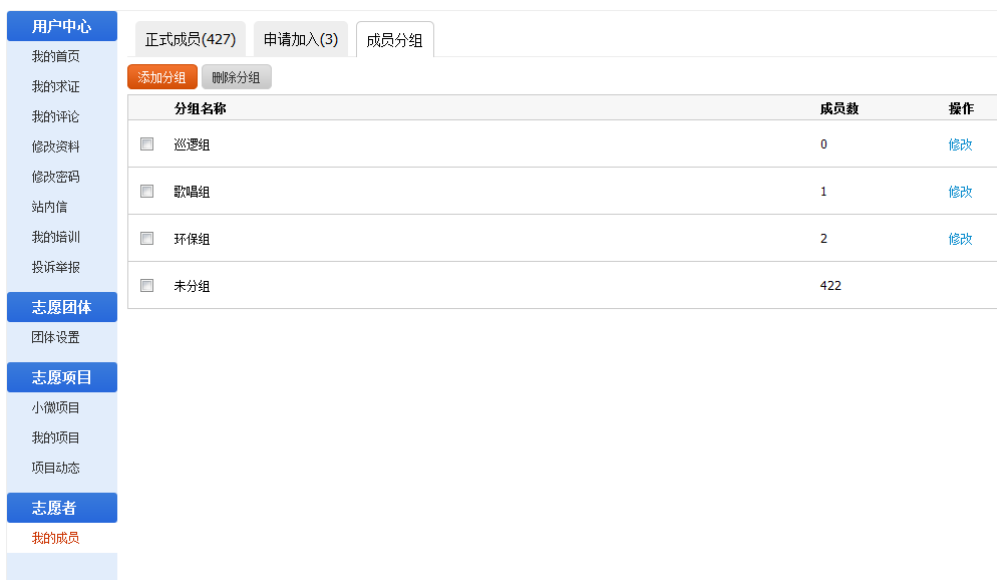 用户中心
我的首页
我的求证
我的评论
修改资料
修改密码
站内信
我的培训
投诉举报
志愿团体
团体设置
志愿项目
小微项目
我的项目
项目动态
志愿者
我的成员
正式成员(427) 申请加入(3) 成员分组
添加分组 删除分组
分组名称 成员数 操作
巡逻组 0 修改
歌唱组 1 修改
环保组 2 修改
未分组 422